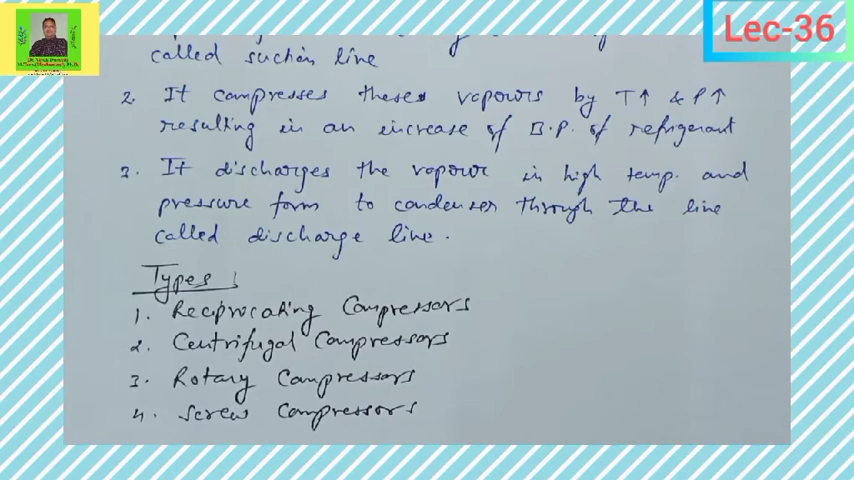 Lec-36
called suction line
2. It compresses these vapours by T↑ & P↑
resulting in an increase of B.P. of refrigerant
3. It discharges the vapour in high temp. and
pressure form to condenser through the line
called discharge line.
Types :
1. Reciprocating Compressors
2. Centrifugal Compressors
3. Rotary Compressors
4. Screw Compressors